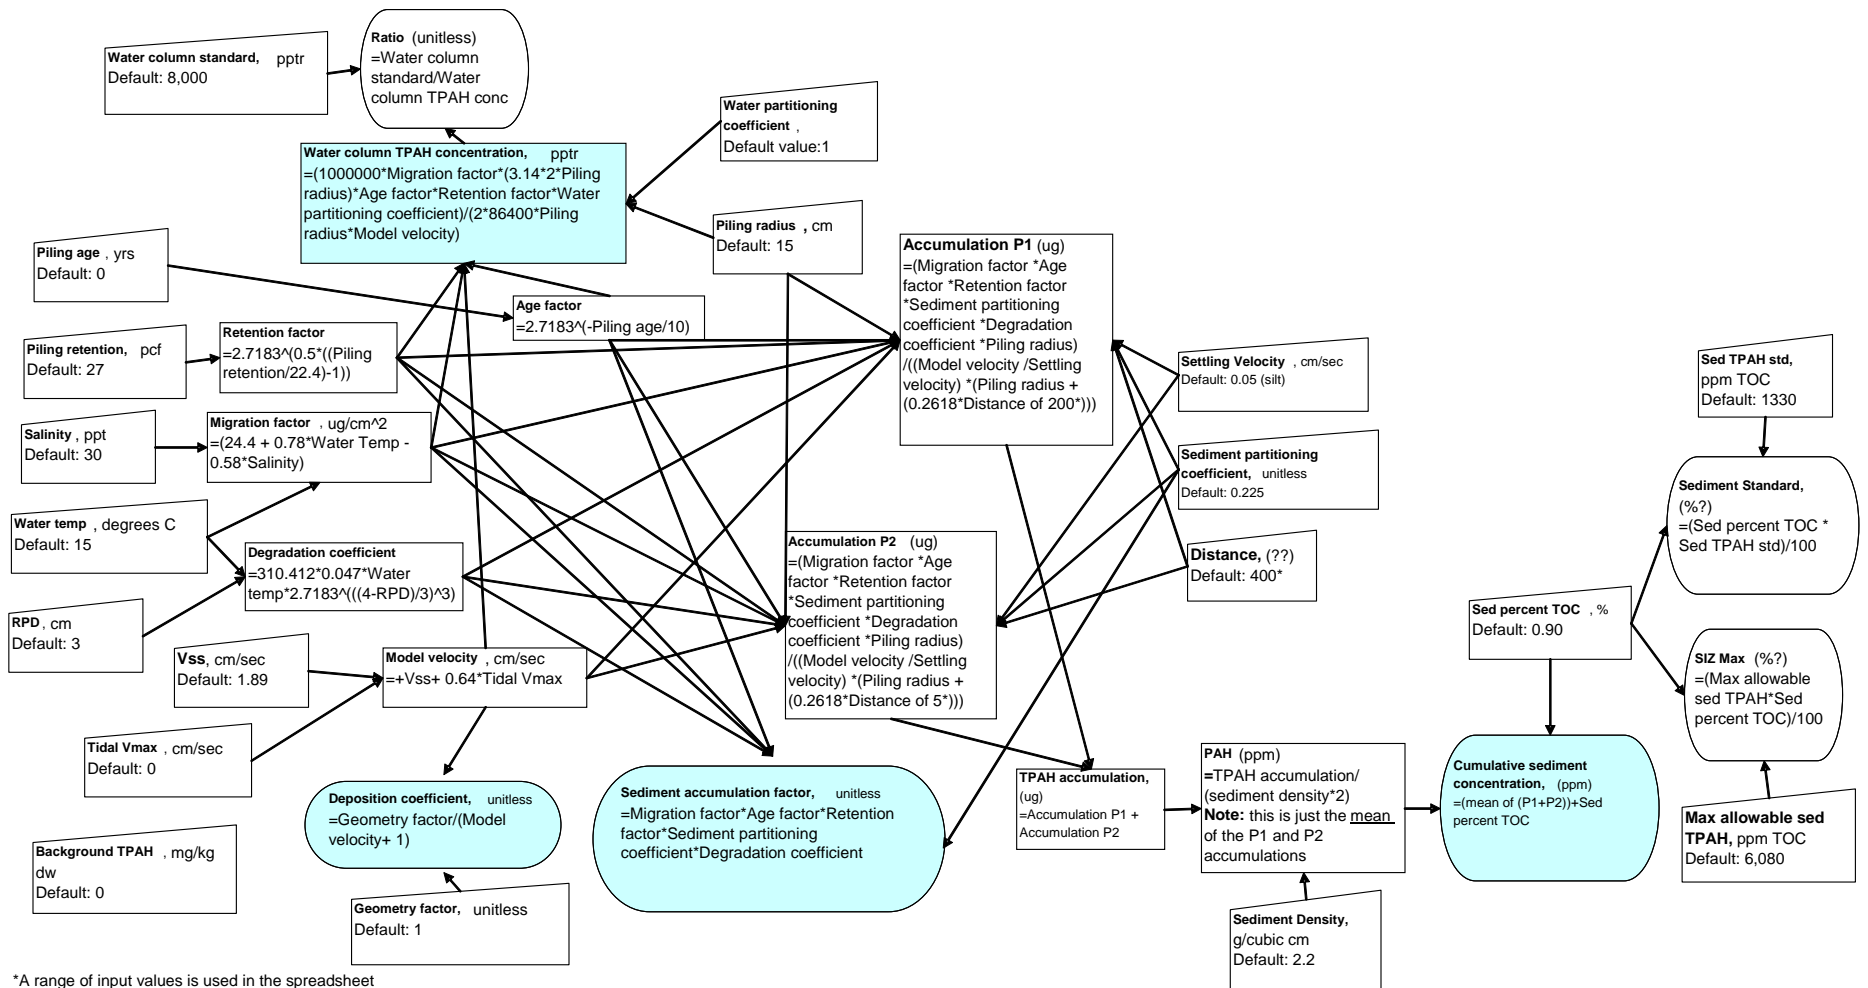 Ratio (unitless)
=Water column
standard/Water
column TPAH conc
Water column standard, pptr
Default: 8,000
Water partitioning
coefficient ,
Default value:1
Water column TPAH concentration, pptr
=(1000000*Migration factor*(3.14*2*Piling
radius)*Age factor*Retention factor*Water
partitioning coefficient)/(2*86400*Piling
radius*Model velocity)
Piling radius , cm
Default: 15
Piling age , yrs
Default: 0
Accumulation P1 (ug)
=(Migration factor *Age
factor *Retention factor
*Sediment partitioning
coefficient *Degradation
coefficient *Piling radius)
/((Model velocity /Settling
velocity) *(Piling radius +
(0.2618*Distance of 200*)))
Age factor
=2.7183^(-Piling age/10)
Retention factor
=2.7183^(0.5*((Piling
retention/22.4)-1))
Piling retention, pcf
Default: 27
Settling Velocity , cm/sec
Default: 0.05 (silt)
Sed TPAH std,
ppm TOC
Default: 1330
Salinity , ppt
Default: 30
Migration factor , ug/cm^2
=(24.4 + 0.78*Water Temp -
0.58*Salinity)
Sediment partitioning
coefficient, unitless
Default: 0.225
Sediment Standard,
(%?)
=(Sed percent TOC *
Sed TPAH std)/100
Water temp , degrees C
Default: 15
Degradation coefficient
=310.412*0.047*Water
temp*2.7183^(((4-RPD)/3)^3)
Accumulation P2 (ug)
=(Migration factor *Age
factor *Retention factor
*Sediment partitioning
coefficient *Degradation
coefficient *Piling radius)
/((Model velocity /Settling
velocity) *(Piling radius +
(0.2618*Distance of 5*)))
Distance, (??)
Default: 400*
RPD , cm
Default: 3
Sed percent TOC , %
Default: 0.90
Vss, cm/sec
Default: 1.89
Model velocity , cm/sec
=+Vss+ 0.64*Tidal Vmax
SIZ Max (%?)
=(Max allowable
sed TPAH*Sed
percent TOC)/100
Tidal Vmax , cm/sec
Default: 0
PAH (ppm)
=TPAH accumulation/
(sediment density*2)
Note: this is just the mean
of the P1 and P2
accumulations
TPAH accumulation,
(ug)
=Accumulation P1 +
Accumulation P2
Cumulative sediment
concentration, (ppm)
=(mean of (P1+P2))+Sed
percent TOC
Deposition coefficient, unitless
=Geometry factor/(Model
velocity+ 1)
Sediment accumulation factor, unitless
=Migration factor*Age factor*Retention
factor*Sediment partitioning
coefficient*Degradation coefficient
Max allowable sed
TPAH, ppm TOC
Default: 6,080
Background TPAH , mg/kg
dw
Default: 0
Geometry factor, unitless
Default: 1
Sediment Density,
g/cubic cm
Default: 2.2
*A range of input values is used in the spreadsheet